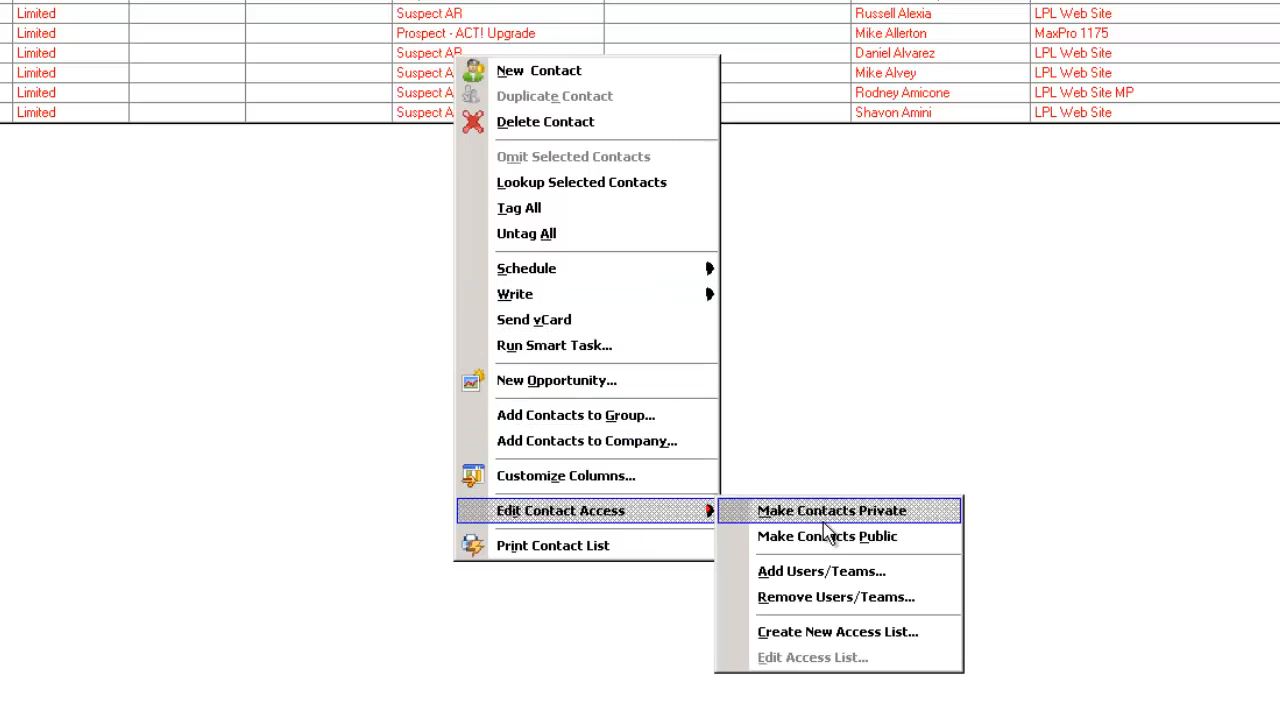 Limited Suspect AR Russell Alexia LPL Web Site
Limited Prospect - ACT! Upgrade Mike Allerton MaxPro 1175
Limited Suspect AR Daniel Alvarez LPL Web Site
Limited Suspect A Mike Alvey LPL Web Site
Limited Suspect A Rodney Amicone LPL Web Site MP
Limited Suspect A Shavon Amini LPL Web Site
New Contact
Duplicate Contact
Delete Contact
Omit Selected Contacts
Lookup Selected Contacts
Tag All
Untag All
Schedule
Write
Send vCard
Run Smart Task...
New Opportunity...
Add Contacts to Group...
Add Contacts to Company...
Customize Columns...
Edit Contact Access
Print Contact List
Make Contacts Private
Make Contacts Public
Add Users/Teams...
Remove Users/Teams...
Create New Access List...
Edit Access List...